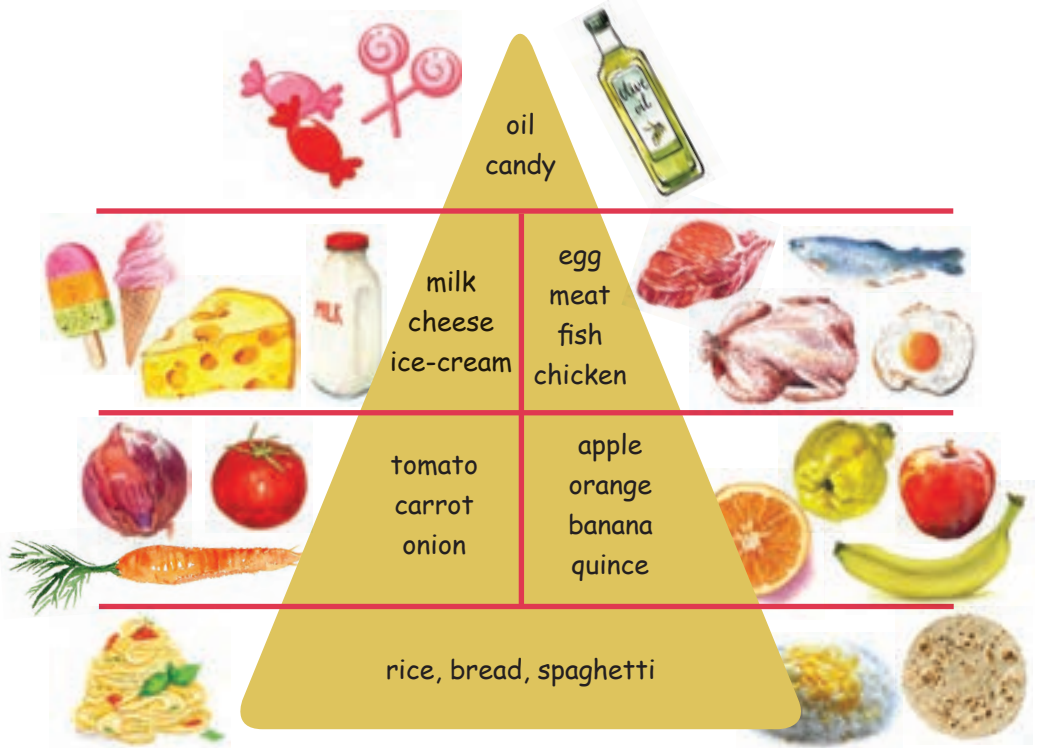 oil
candy
olive
oil
milk
cheese
ice-cream
MILK
egg
meat
fish
chicken
tomato
carrot
onion
apple
orange
banana
quince
rice, bread, spaghetti